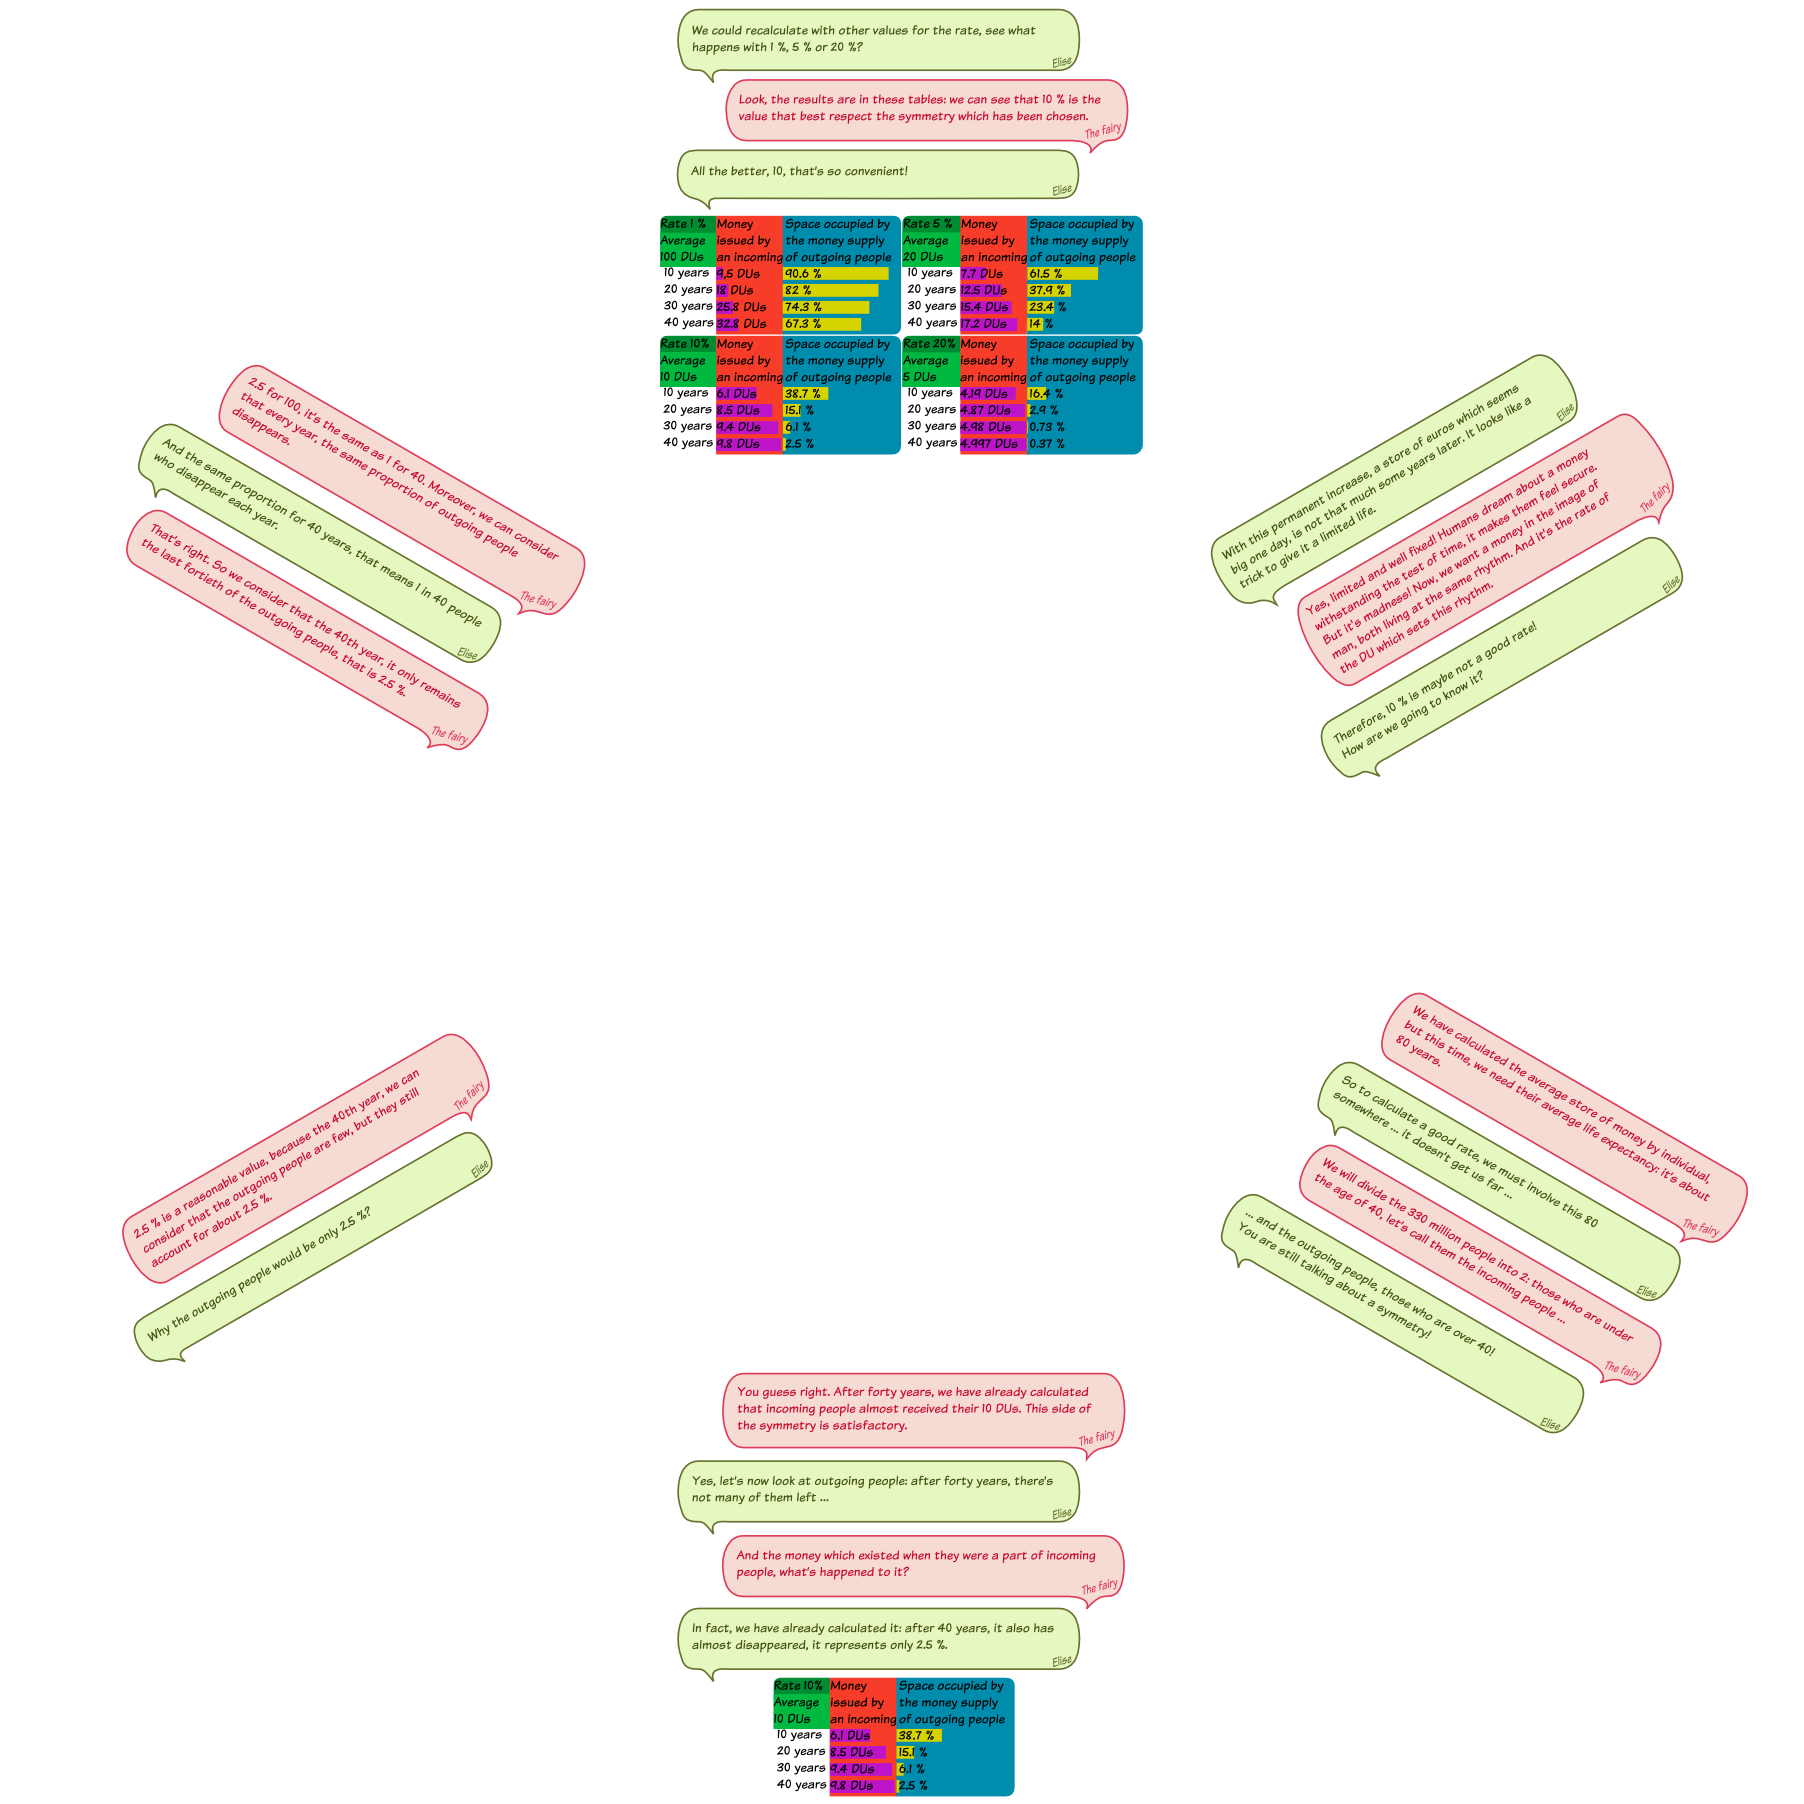 We could recalculate with other values for the rate, see what
happens with 1 %, 5 % or 20 %?
Elise
Look, the results are in these tables: we can see that 10 % is the
value that best respect the symmetry which has been chosen.
The fairy
All the better, 10, that's so convenient!
Elise
Rate 1 % Money Space occupied by
Average issued by the money supply
100 DUs an incoming of outgoing people
10 years 9,5 DUs 90.6 %
20 years 18 DUs 82 %
30 years 25.8 DUs 74.3 %
40 years 32.8 DUs 67.3 %
Rate 5 % Money Space occupied by
Average issued by the money supply
20 DUs an incoming of outgoing people
10 years 7.7 DUs 61.5 %
20 years 12.5 DUs 37.9 %
30 years 15.4 DUs 23.4 %
40 years 17.2 DUs 14 %
Rate 10% Money Space occupied by
Average issued by the money supply
10 DUs an incoming of outgoing people
10 years 6.1 DUs 38.7 %
20 years 8.5 DUs 15.1 %
30 years 9.4 DUs 6.1 %
40 years 9.8 DUs 2.5 %
Rate 20% Money Space occupied by
Average issued by the money supply
5 DUs an incoming of outgoing people
10 years 4.19 DUs 16.4 %
20 years 4.87 DUs 2.9 %
30 years 4.98 DUs 0.73 %
40 years 4.997 DUs 0.37 %
With this permanent increase, a store of euros which seems
big one day, is not that much some years later. It looks like a
trick to give it a limited life.
Elise
Yes, limited and well fixed! Humans dream about a money
withstanding the test of time, it makes them feel secure.
But it's madness! Now, we want a money in the image of
man, both living at the same rhythm. And it's the rate of
the DU which sets this rhythm.
The fairy
Therefore, 10 % is maybe not a good rate!
How are we going to know it?
Elise
We have calculated the average store of money by individual,
but this time, we need their average life expectancy: it's about
80 years.
The fairy
So to calculate a good rate, we must involve this 80
somewhere ... it doesn't get us far ...
Elise
We will divide the 330 million people into 2: those who are under
the age of 40, let's call them the incoming people ...
The fairy
... and the outgoing people, those who are over 40!
You are still talking about a symmetry!
Elise
You guess right. After forty years, we have already calculated
that incoming people almost received their 10 DUs. This side of
the symmetry is satisfactory.
The fairy
Yes, let's now look at outgoing people: after forty years, there's
not many of them left ...
Elise
And the money which existed when they were a part of incoming
people, what's happened to it?
The fairy
In fact, we have already calculated it: after 40 years, it also has
almost disappeared, it represents only 2.5 %.
Elise
Rate 10% Money Space occupied by
Average issued by the money supply
10 DUs an incoming of outgoing people
10 years 6.1 DUs 38.7 %
20 years 8.5 DUs 15.1 %
30 years 9.4 DUs 6.1 %
40 years 9.8 DUs 2.5 %
2.5 % is a reasonable value, because the 40th year, we can
consider that the outgoing people are few, but they still
account for about 2.5 %.
The fairy
Why the outgoing people would be only 2.5 %?
Elise
2.5 for 100, it's the same as 1 for 40. Moreover, we can consider
that every year, the same proportion of outgoing people
disappears.
The fairy
And the same proportion for 40 years, that means 1 in 40 people
who disappear each year.
Elise
That's right. So we consider that the 40th year, it only remains
the last fortieth of the outgoing people, that is 2.5 %.
The fairy